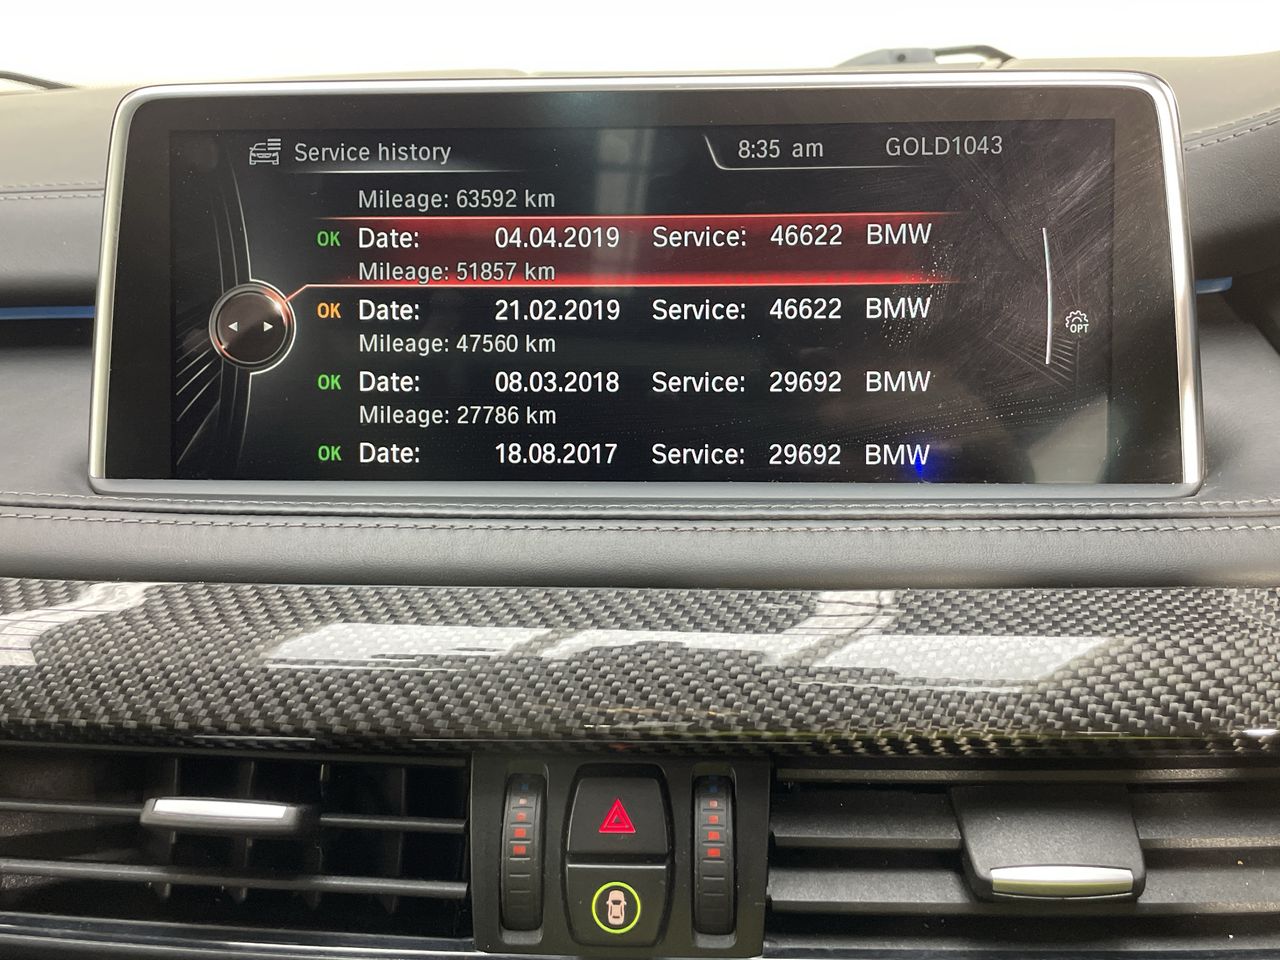 Service history 8:35 am GOLD1043
Mileage: 63592 km
OK Date: 04.04.2019 Service: 46622 BMW
Mileage: 51857 km
OK Date: 21.02.2019 Service: 46622 BMW
Mileage: 47560 km
OK Date: 08.03.2018 Service: 29692 BMW
Mileage: 27786 km
OK Date: 18.08.2017 Service: 29692 BMW
OPT